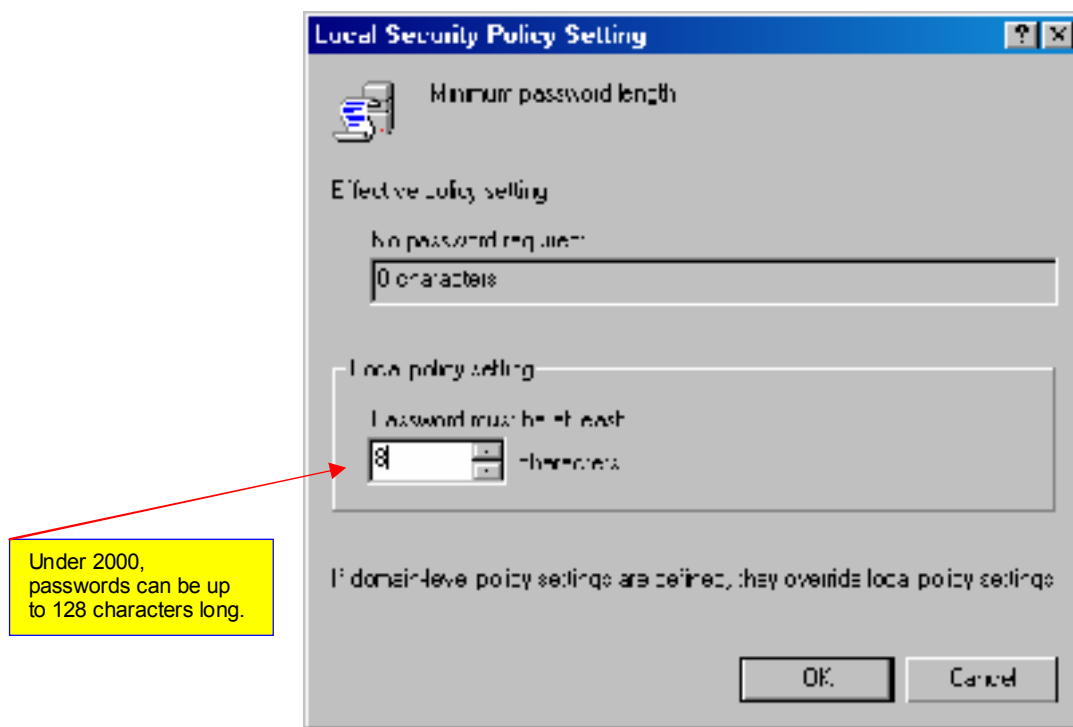 Local Security Policy Setting
Minimum password length
Effective policy setting
No password required
0 characters
Local policy setting
Password must be at least
8
characters
Under 2000,
passwords can be up
to 128 characters long.
If domain-level policy settings are defined, they override local policy settings
OK
Cancel